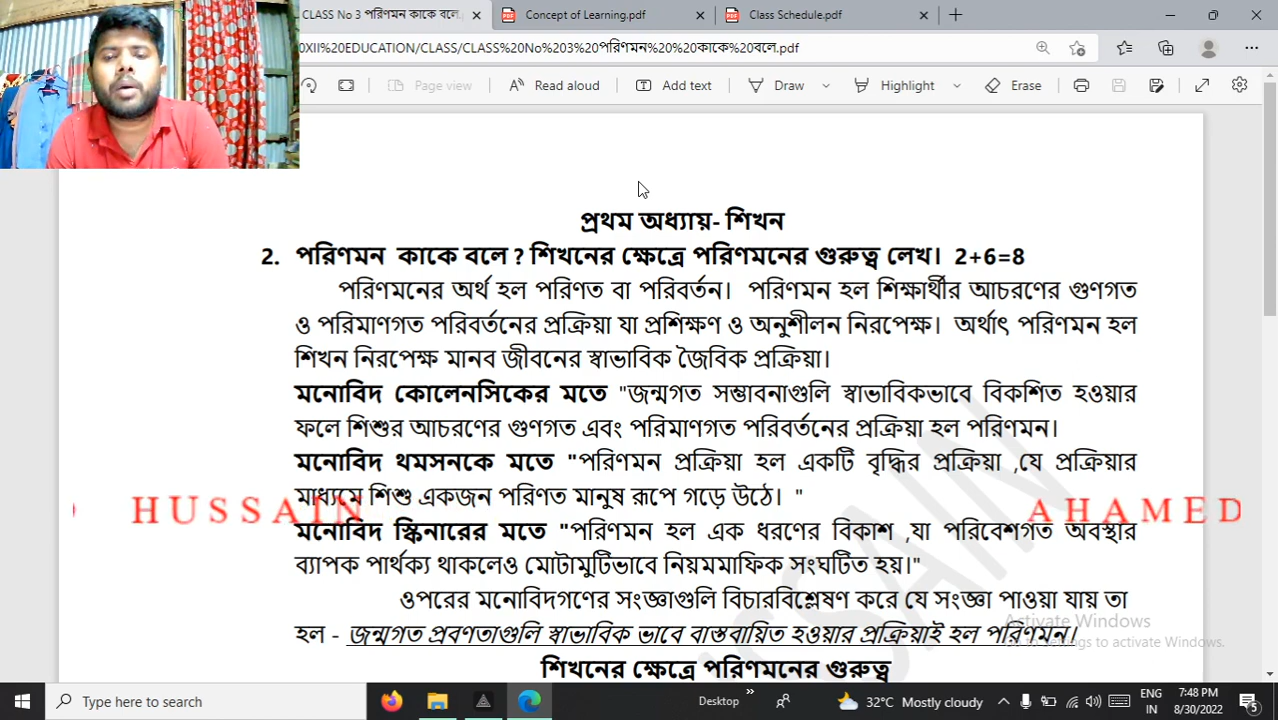 CLASS No 3 পরিণমন কাকে বলে.
Concept of Learning.pdf
Class Schedule.pdf
0XII%20EDUCATION/CLASS/CLASS%20No%203%20পরিণমন%20%20কাকে%20বলে.pdf
Page view
Read aloud
Add text
Draw
Highlight
Erase
প্রথম অধ্যায়- শিখন
2. পরিণমন কাকে বলে ? শিখনের ক্ষেত্রে পরিণমনের গুরুত্ব লেখ। 2+6=8
পরিণমনের অর্থ হল পরিণত বা পরিবর্তন। পরিণমন হল শিক্ষার্থীর আচরণের গুণগত
ও পরিমাণগত পরিবর্তনের প্রক্রিয়া যা প্রশিক্ষণ ও অনুশীলন নিরপেক্ষ। অর্থাৎ পরিণমন হল
শিখন নিরপেক্ষ মানব জীবনের স্বাভাবিক জৈবিক প্রক্রিয়া।
মনোবিদ কোলেনসিকের মতে "জন্মগত সম্ভাবনাগুলি স্বাভাবিকভাবে বিকশিত হওয়ার
ফলে শিশুর আচরণের গুণগত এবং পরিমাণগত পরিবর্তনের প্রক্রিয়া হল পরিণমন।
মনোবিদ থমসনকে মতে "পরিণমন প্রক্রিয়া হল একটি বৃদ্ধির প্রক্রিয়া ,যে প্রক্রিয়ার
মাধ্যমে শিশু একজন পরিণত মানুষ রূপে গড়ে উঠে। "
HUSSAIN AHAMED
মনোবিদ স্কিনারের মতে "পরিণমন হল এক ধরণের বিকাশ ,যা পরিবেশগত অবস্থার
ব্যাপক পার্থক্য থাকলেও মোটামুটিভাবে নিয়মমাফিক সংঘটিত হয়।"
ওপরের মনোবিদগণের সংজ্ঞাগুলি বিচারবিশ্লেষণ করে যে সংজ্ঞা পাওয়া যায় তা
হল - জন্মগত প্রবণতাগুলি স্বাভাবিক ভাবে বাস্তবায়িত হওয়ার প্রক্রিয়াই হল পরিণমন।
Activate Windows
Go to Settings to activate Windows.
শিখনের ক্ষেত্রে পরিণমনের গুরুত্ব
Type here to search
Desktop
32°C Mostly cloudy
ENG
IN
7:48 PM
8/30/2022
5